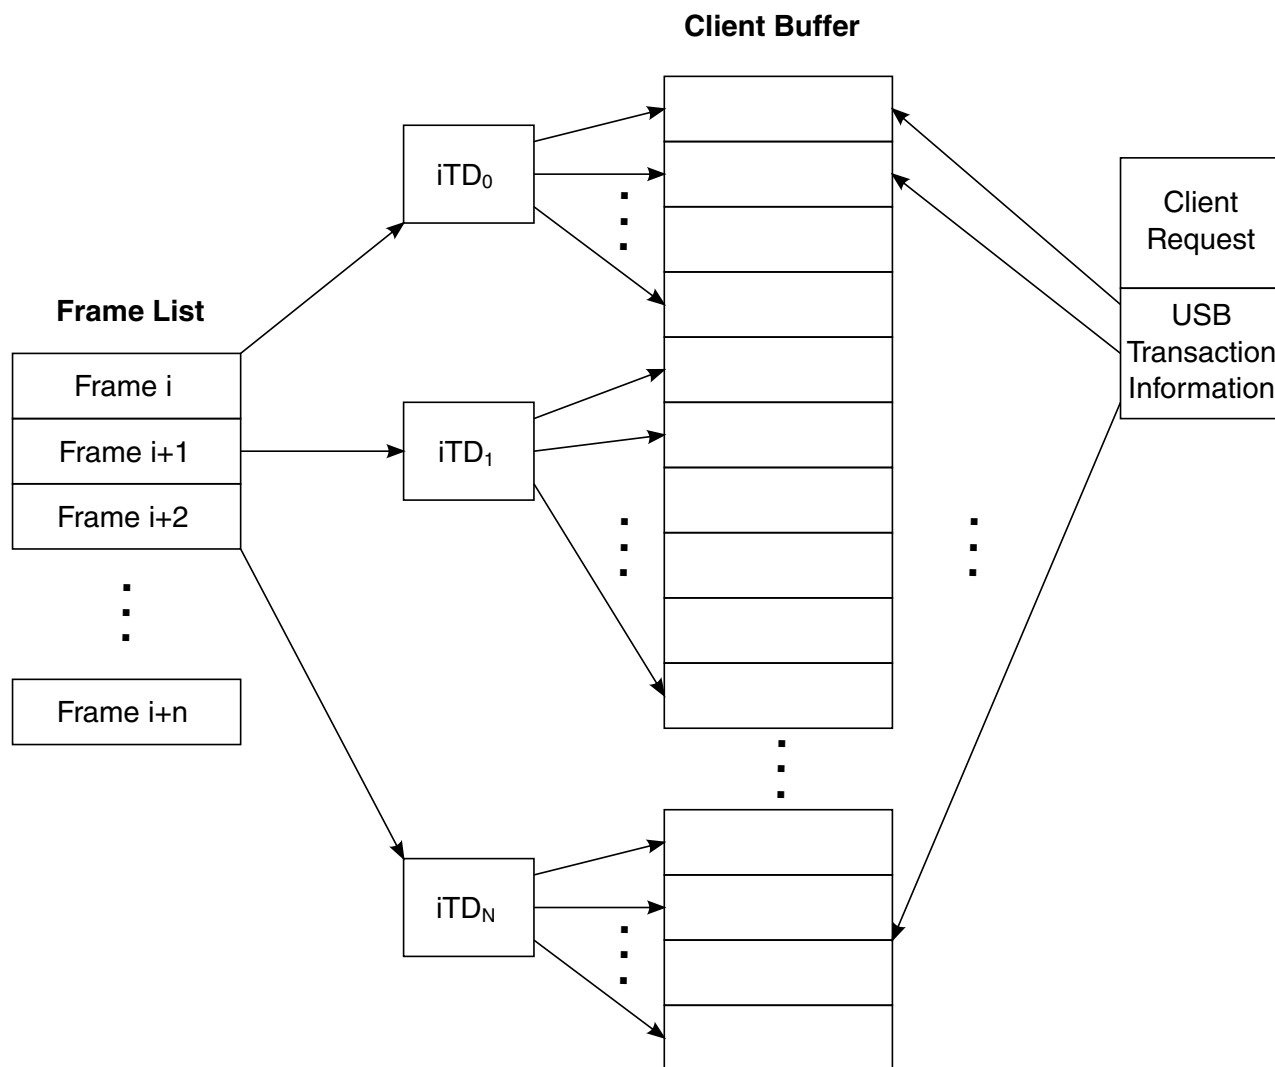 Client Buffer
iTD0
Client
Request
Frame List
USB
Transaction
Information
Frame i
Frame i+1
iTD1
Frame i+2
Frame i+n
iTDN